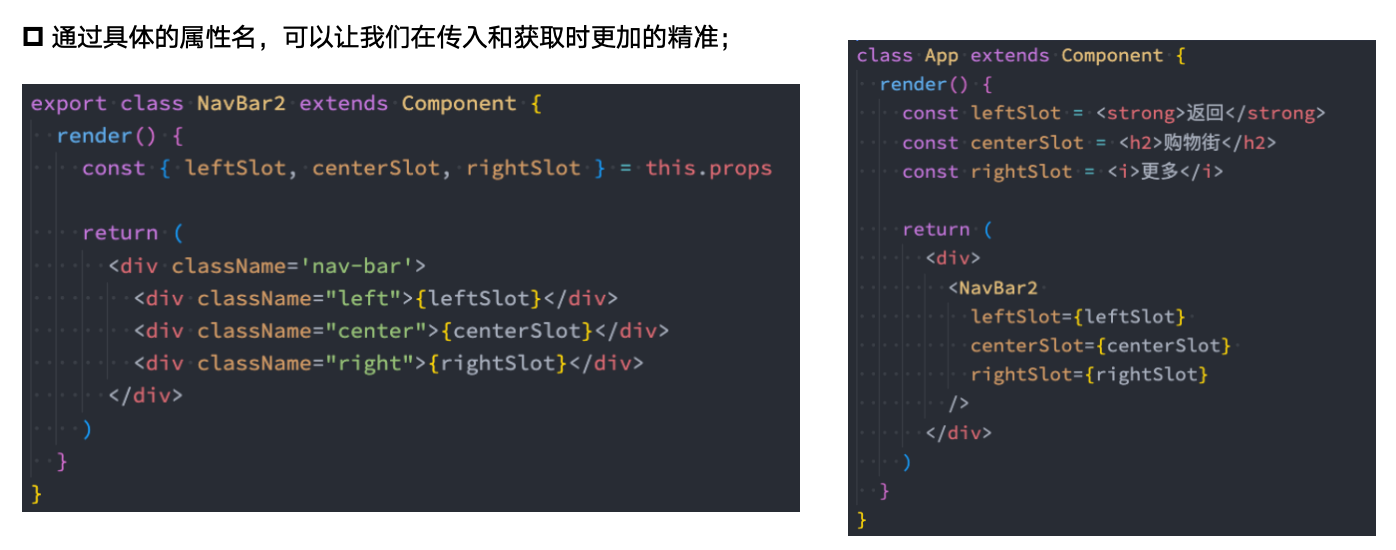 通过具体的属性名，可以让我们在传入和获取时更加的精准；
export class NavBar2 extends Component {
  render() {
    const { leftSlot, centerSlot, rightSlot } = this.props

    return (
      <div className='nav-bar'>
        <div className="left">{leftSlot}</div>
        <div className="center">{centerSlot}</div>
        <div className="right">{rightSlot}</div>
      </div>
    )
  }
}
class App extends Component {
  render() {
    const leftSlot = <strong>返回</strong>
    const centerSlot = <h2>购物街</h2>
    const rightSlot = <i>更多</i>

    return (
      <div>
        <NavBar2
          leftSlot={leftSlot}
          centerSlot={centerSlot}
          rightSlot={rightSlot}
        />
      </div>
    )
  }
}